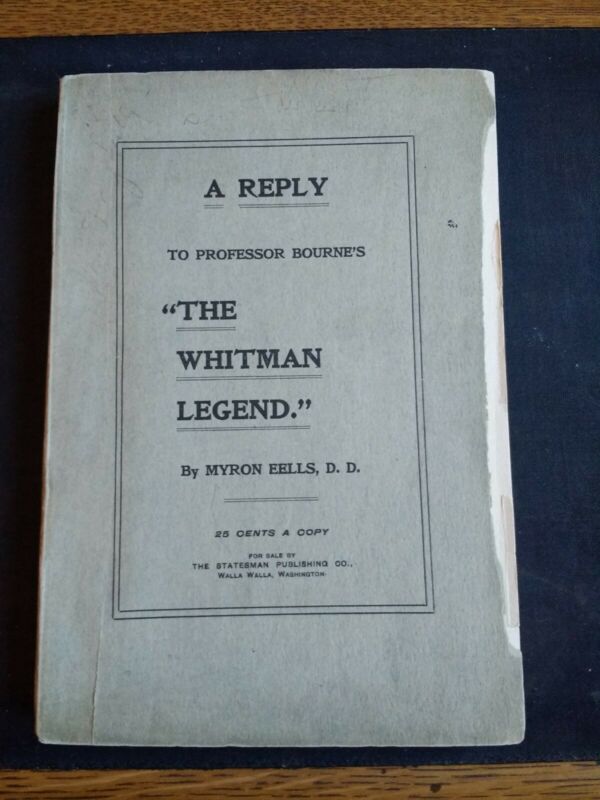 A REPLY
TO PROFESSOR BOURNE'S
“THE
WHITMAN
LEGEND.”
By MYRON EELLS, D. D.
25 CENTS A COPY
FOR SALE BY
THE STATESMAN PUBLISHING CO.,
WALLA WALLA, WASHINGTON.